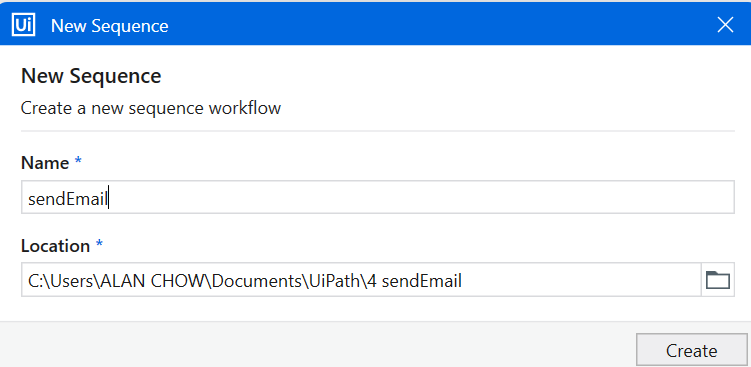 Ui New Sequence
New Sequence
Create a new sequence workflow
Name *
sendEmail
Location *
C:\Users\ALAN CHOW\Documents\UiPath\4 sendEmail
Create